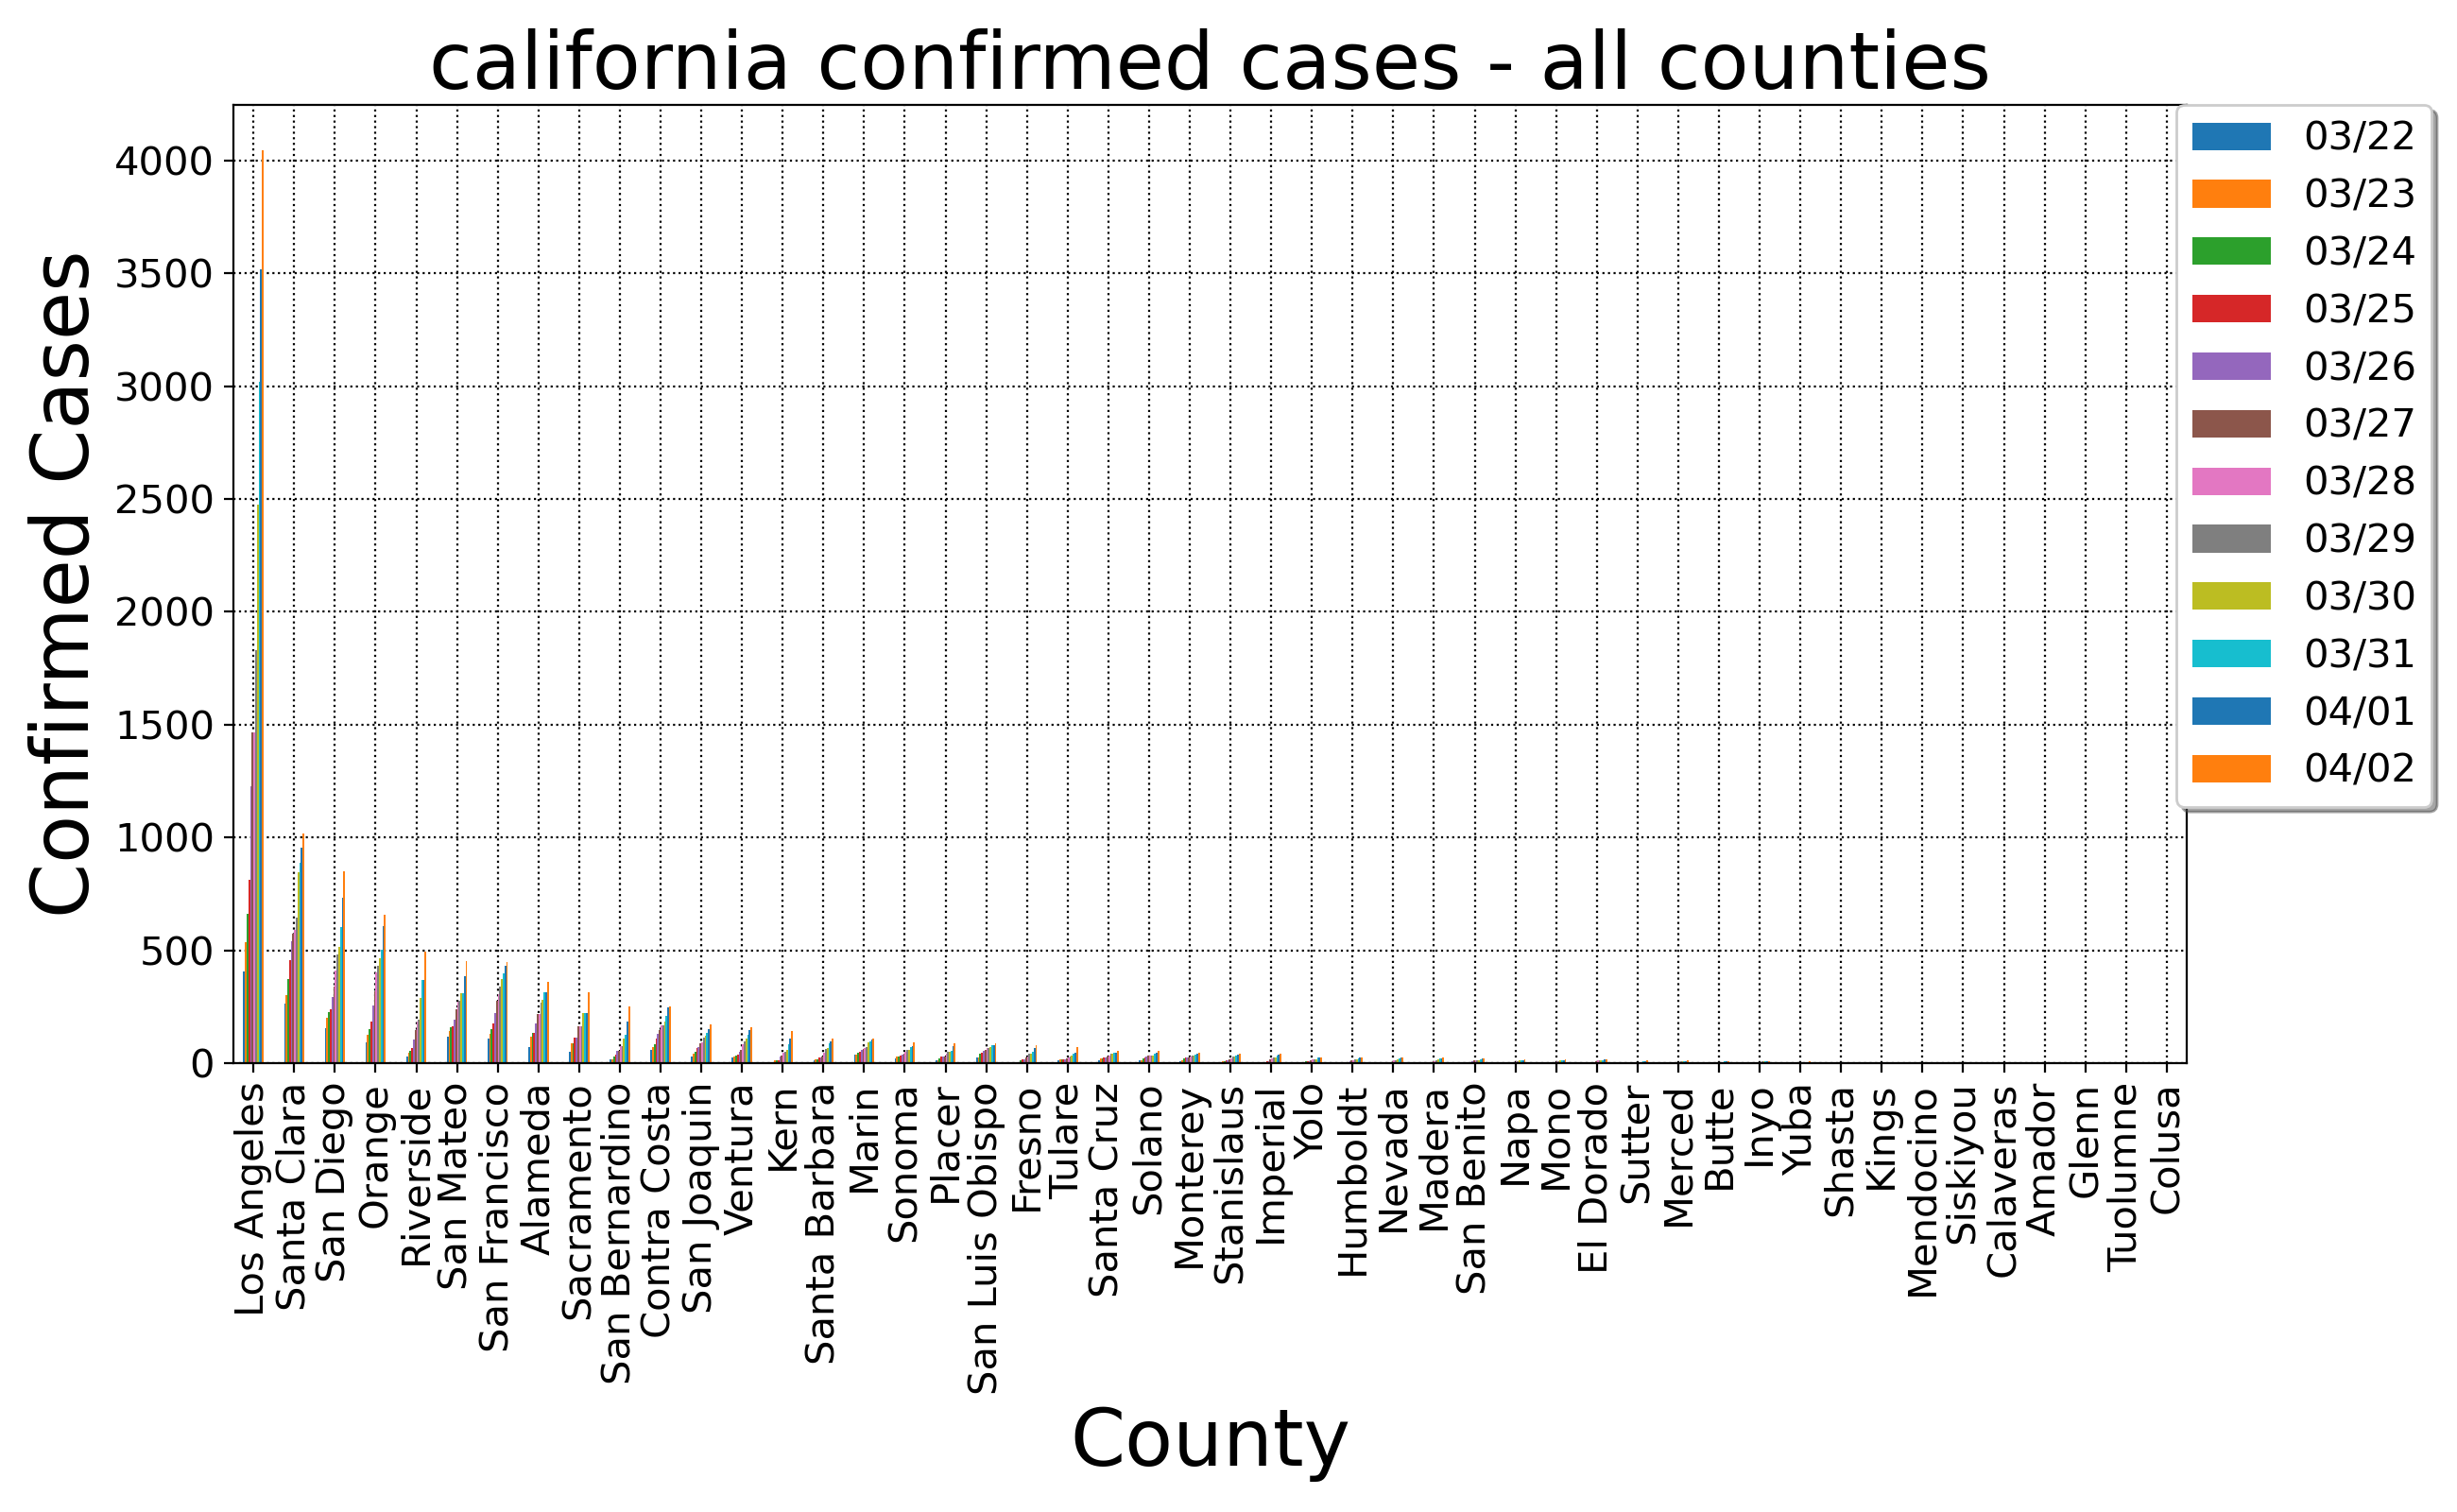 california confirmed cases - all counties
Confirmed Cases
4000
3500
3000
2500
2000
1500
1000
500
0
03/22
03/23
03/24
03/25
03/26
03/27
03/28
03/29
03/30
03/31
04/01
04/02
Los Angeles
Santa Clara
San Diego
Orange
Riverside
San Mateo
San Francisco
Alameda
Sacramento
San Bernardino
Contra Costa
San Joaquin
Ventura
Kern
Santa Barbara
Marin
Sonoma
Placer
San Luis Obispo
Fresno
Tulare
Santa Cruz
Solano
Monterey
Stanislaus
Imperial
Yolo
Humboldt
Nevada
Madera
San Benito
Napa
Mono
El Dorado
Sutter
Merced
Butte
Inyo
Yuba
Shasta
Kings
Mendocino
Siskiyou
Calaveras
Amador
Glenn
Tuolumne
Colusa
County